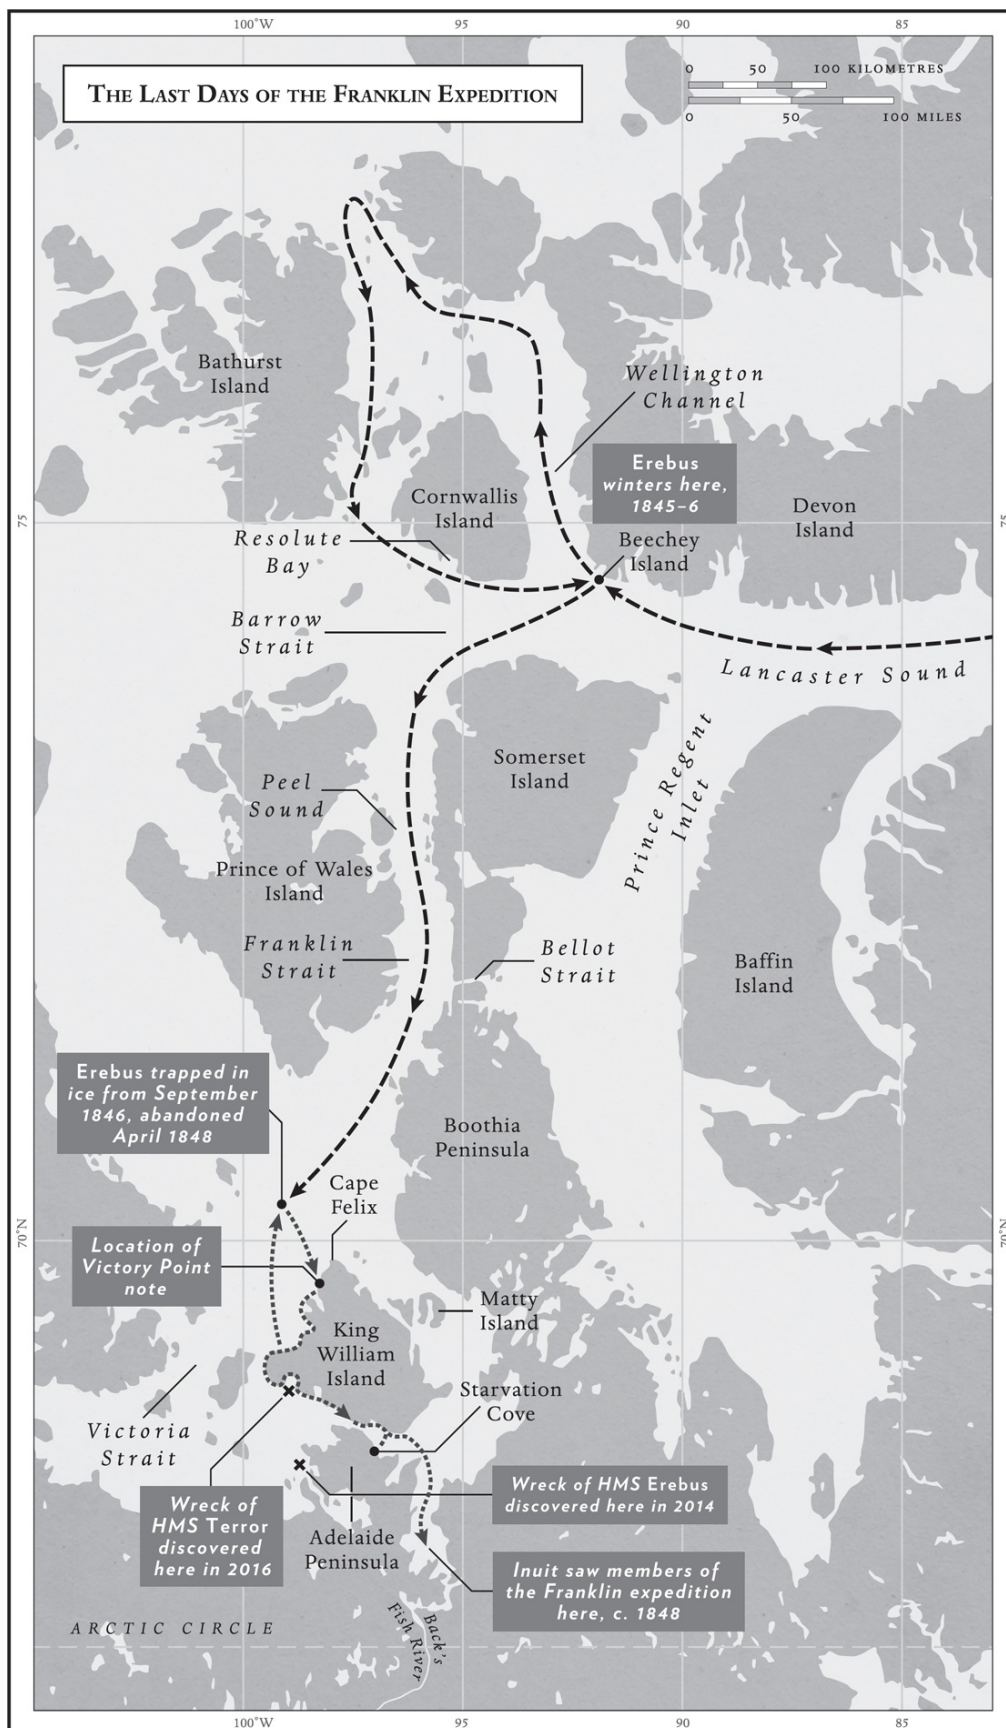 100°W 95 90 85
THE LAST DAYS OF THE FRANKLIN EXPEDITION
0 50 100 KILOMETRES
0 50 100 MILES
Bathurst
Island
Wellington
Channel
Erebus
winters here,
1845–6
Cornwallis
Island
Devon
Island
75 75
Resolute
Bay
Beechey
Island
Barrow
Strait
Lancaster Sound
Somerset
Island
Prince Regent
Inlet
Peel
Sound
Prince of Wales
Island
Franklin
Strait
Bellot
Strait
Baffin
Island
Erebus trapped in
ice from September
1846, abandoned
April 1848
Boothia
Peninsula
Cape
Felix
70°N 70°N
Location of
Victory Point
note
Matty
Island
King
William
Island
Starvation
Cove
Victoria
Strait
Wreck of HMS Erebus
discovered here in 2014
Wreck of
HMS Terror
discovered
here in 2016
Adelaide
Peninsula
Inuit saw members of
the Franklin expedition
here, c. 1848
Back's
Fish River
ARCTIC CIRCLE
100°W 95 90 85